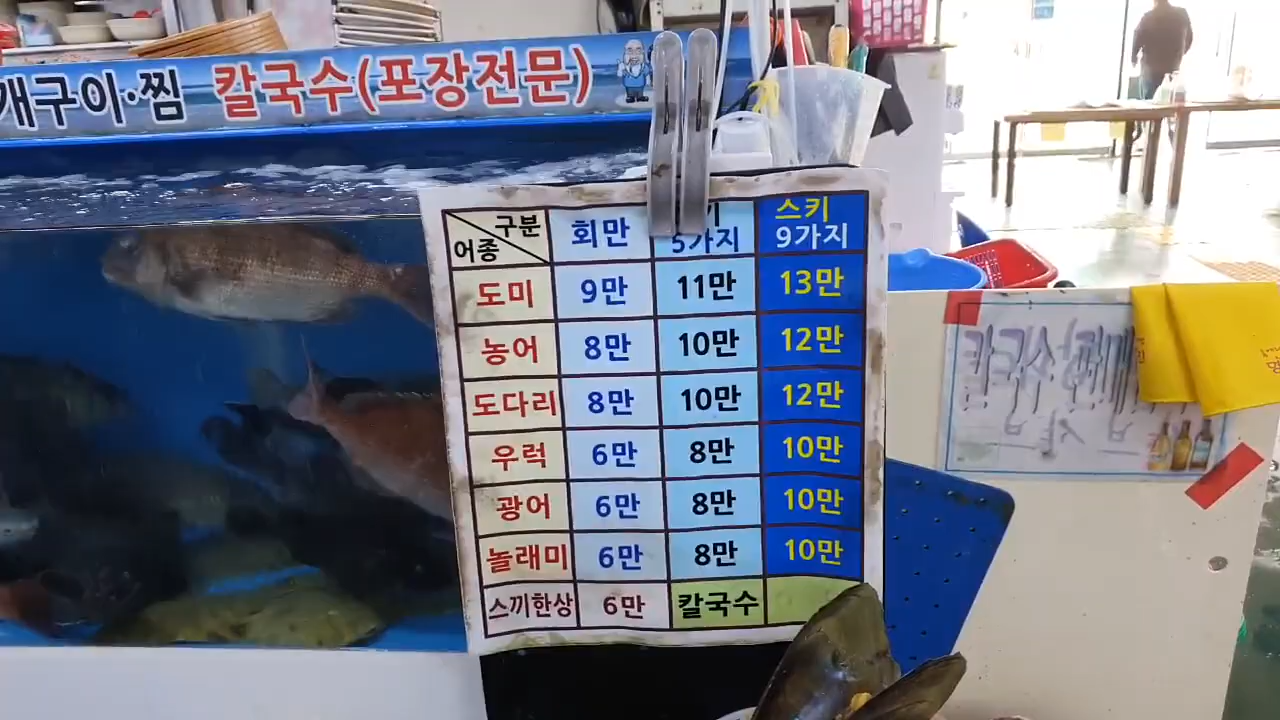 개구이·찜 칼국수(포장전문)
구분 어종 회만 5가지 스키 9가지
도미 9만 11만 13만
농어 8만 10만 12만
도다리 8만 10만 12만
우럭 6만 8만 10만
광어 6만 8만 10만
놀래미 6만 8만 10만
스끼한상 6만 칼국수